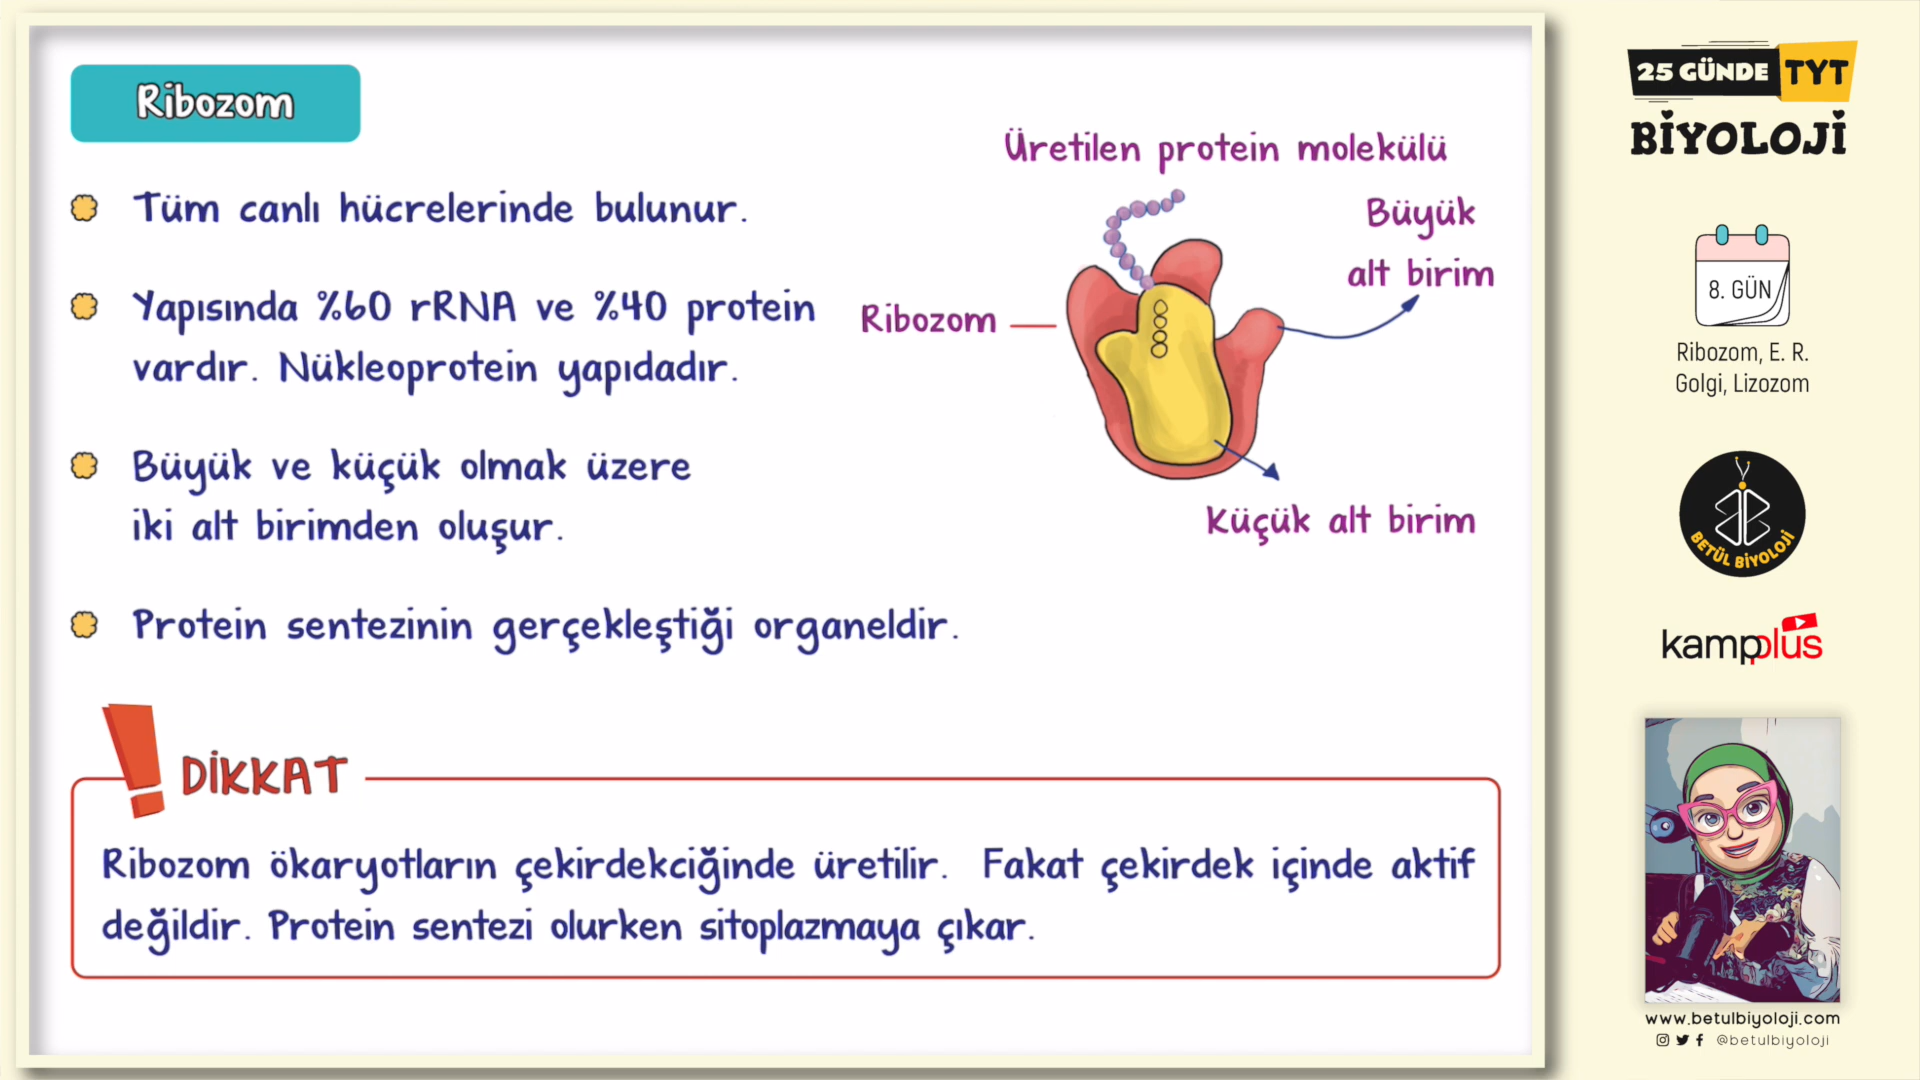 Ribozom
Tüm canlı hücrelerinde bulunur.
Yapısında %60 rRNA ve %40 protein
vardır. Nükleoprotein yapıdadır.
Büyük ve küçük olmak üzere
iki alt birimden oluşur.
Protein sentezinin gerçekleştiği organeldir.
Üretilen protein molekülü
Büyük
alt birim
Ribozom
Küçük alt birim
DİKKAT
Ribozom ökaryotların çekirdekciğinde üretilir. Fakat çekirdek içinde aktif
değildir. Protein sentezi olurken sitoplazmaya çıkar.
25 GÜNDE TYT
BİYOLOJİ
8. GÜN
Ribozom, E. R.
Golgi, Lizozom
BETÜL BİYOLOJİ
kampplus
www.betulbiyoloji.com
@betulbiyoloji